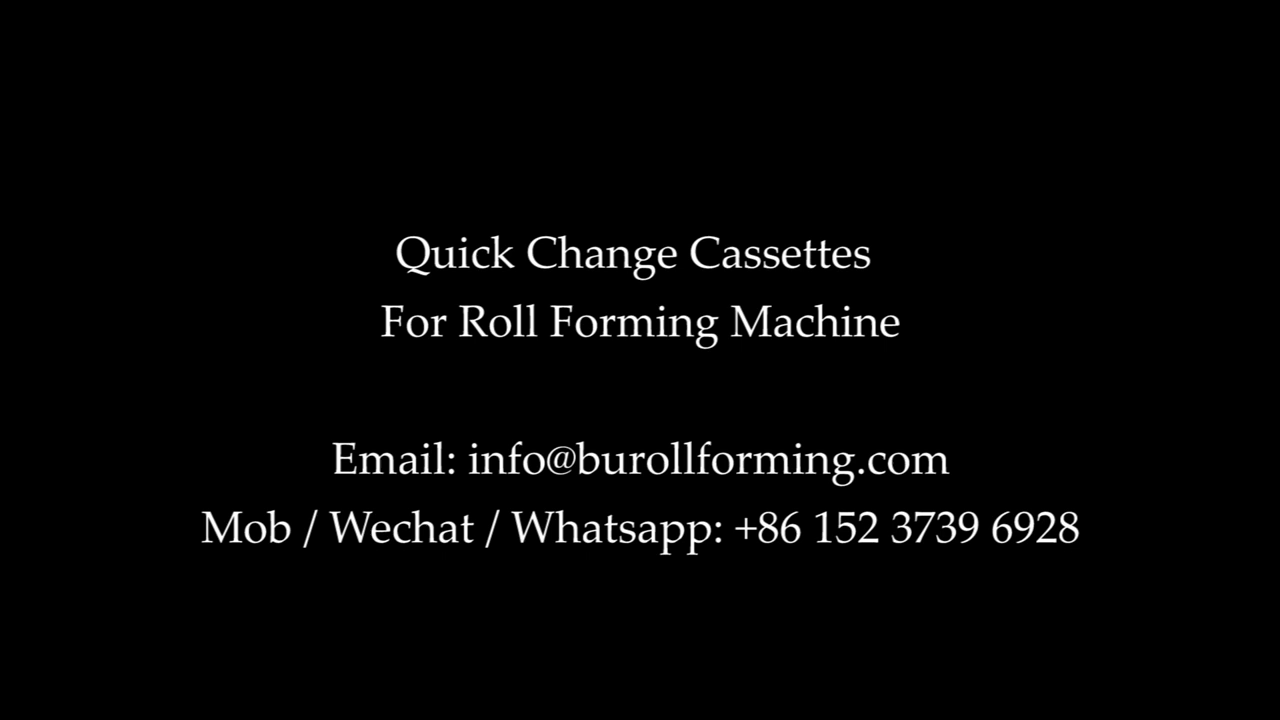 Quick Change Cassettes
For Roll Forming Machine
Email: info@burollforming.com
Mob / Wechat / Whatsapp: +86 152 3739 6928